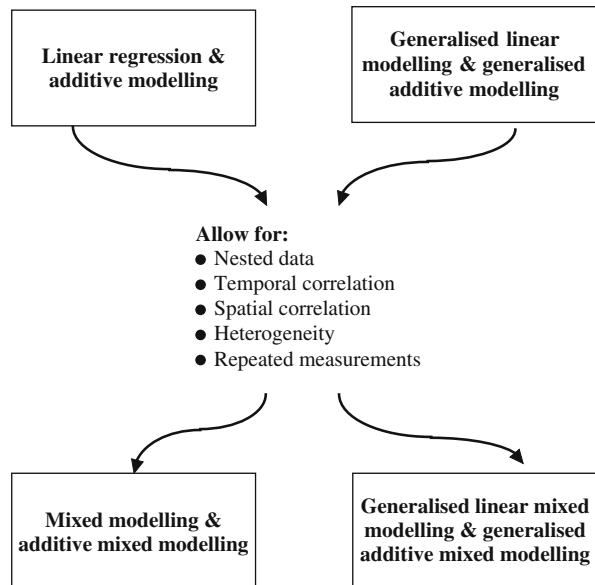 Linear regression &
additive modelling
Generalised linear
modelling & generalised
additive modelling
Allow for:
● Nested data
● Temporal correlation
● Spatial correlation
● Heterogeneity
● Repeated measurements
Mixed modelling &
additive mixed modelling
Generalised linear mixed
modelling & generalised
additive mixed modelling